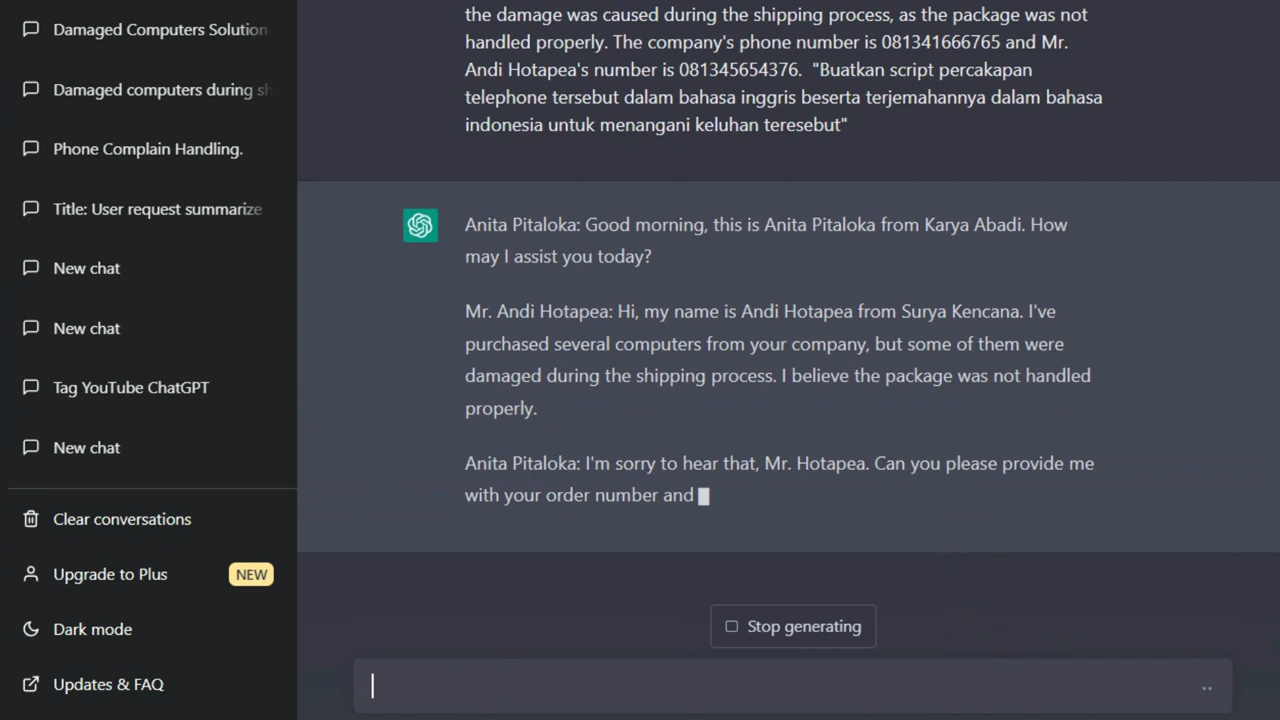 Damaged Computers Solution
Damaged computers during sh
Phone Complain Handling.
Title: User request summarize
New chat
New chat
Tag YouTube ChatGPT
New chat
Clear conversations
Upgrade to Plus NEW
Dark mode
Updates & FAQ
the damage was caused during the shipping process, as the package was not
handled properly. The company's phone number is 081341666765 and Mr.
Andi Hotapea's number is 081345654376. "Buatkan script percakapan
telephone tersebut dalam bahasa inggris beserta terjemahannya dalam bahasa
indonesia untuk menangani keluhan teresebut"
Anita Pitaloka: Good morning, this is Anita Pitaloka from Karya Abadi. How
may I assist you today?
Mr. Andi Hotapea: Hi, my name is Andi Hotapea from Surya Kencana. I've
purchased several computers from your company, but some of them were
damaged during the shipping process. I believe the package was not handled
properly.
Anita Pitaloka: I'm sorry to hear that, Mr. Hotapea. Can you please provide me
with your order number and
Stop generating